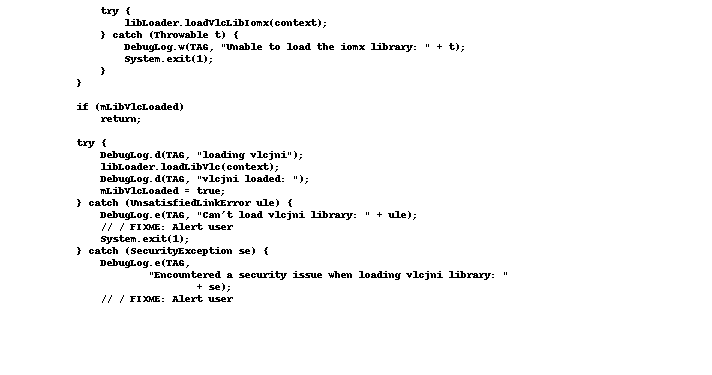 try {
libLoader.loadVlcLibIomx(context);
} catch (Throwable t) {
DebugLog.w(TAG, "Unable to load the iomx library: " + t);
System.exit(1);
}
}
if (mLibVlcLoaded)
return;
try {
DebugLog.d(TAG, "loading vlcjni");
libLoader.loadLibVlc(context);
DebugLog.d(TAG, "vlcjni loaded: ");
mLibVlcLoaded = true;
} catch (UnsatisfiedLinkError ule) {
DebugLog.e(TAG, "Can't load vlcjni library: " + ule);
// / FIXME: Alert user
System.exit(1);
} catch (SecurityException se) {
DebugLog.e(TAG,
"Encountered a security issue when loading vlcjni library: "
+ se);
// / FIXME: Alert user